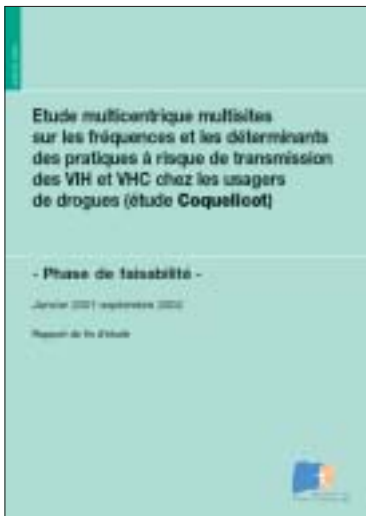 Etude multicentrique multisites
sur les fréquences et les déterminants
des pratiques à risque de transmission
des VIH et VHC chez les usagers
de drogues (étude Coquelicot)
- Phase de faisabilité -
Janvier 2001-septembre 2002
Rapport de fin d'étude